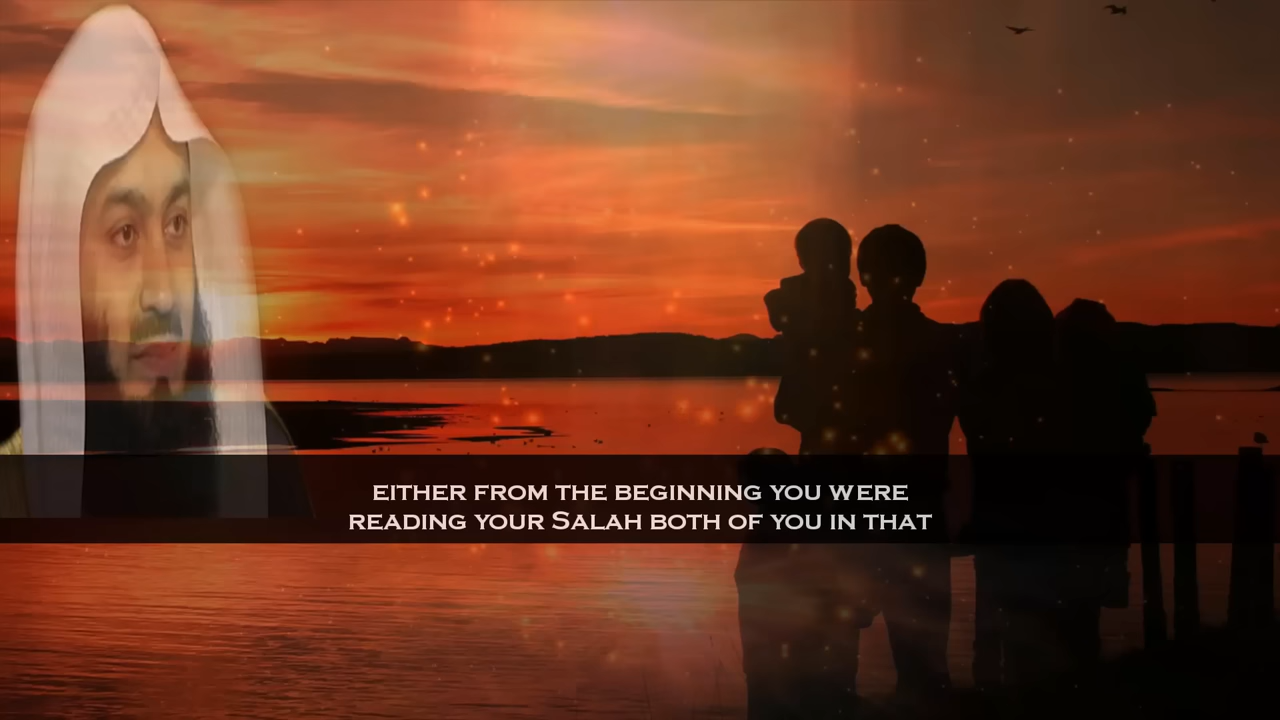 EITHER FROM THE BEGINNING YOU WERE
READING YOUR SALAH BOTH OF YOU IN THAT